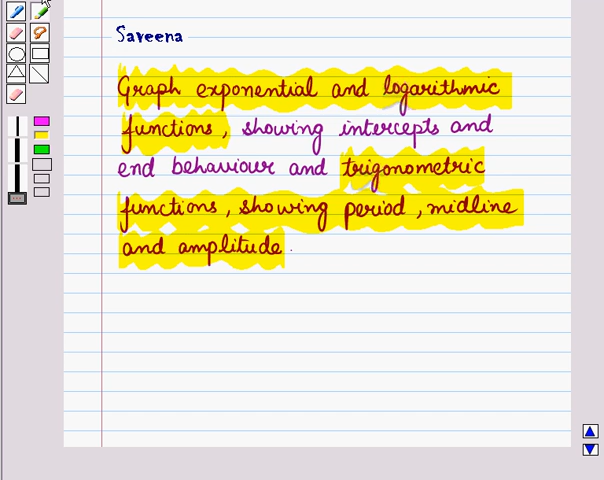 Saveena
Graph exponential and logarithmic
functions, showing intercepts and
end behaviour and trigonometric
functions, showing period, midline
and amplitude.